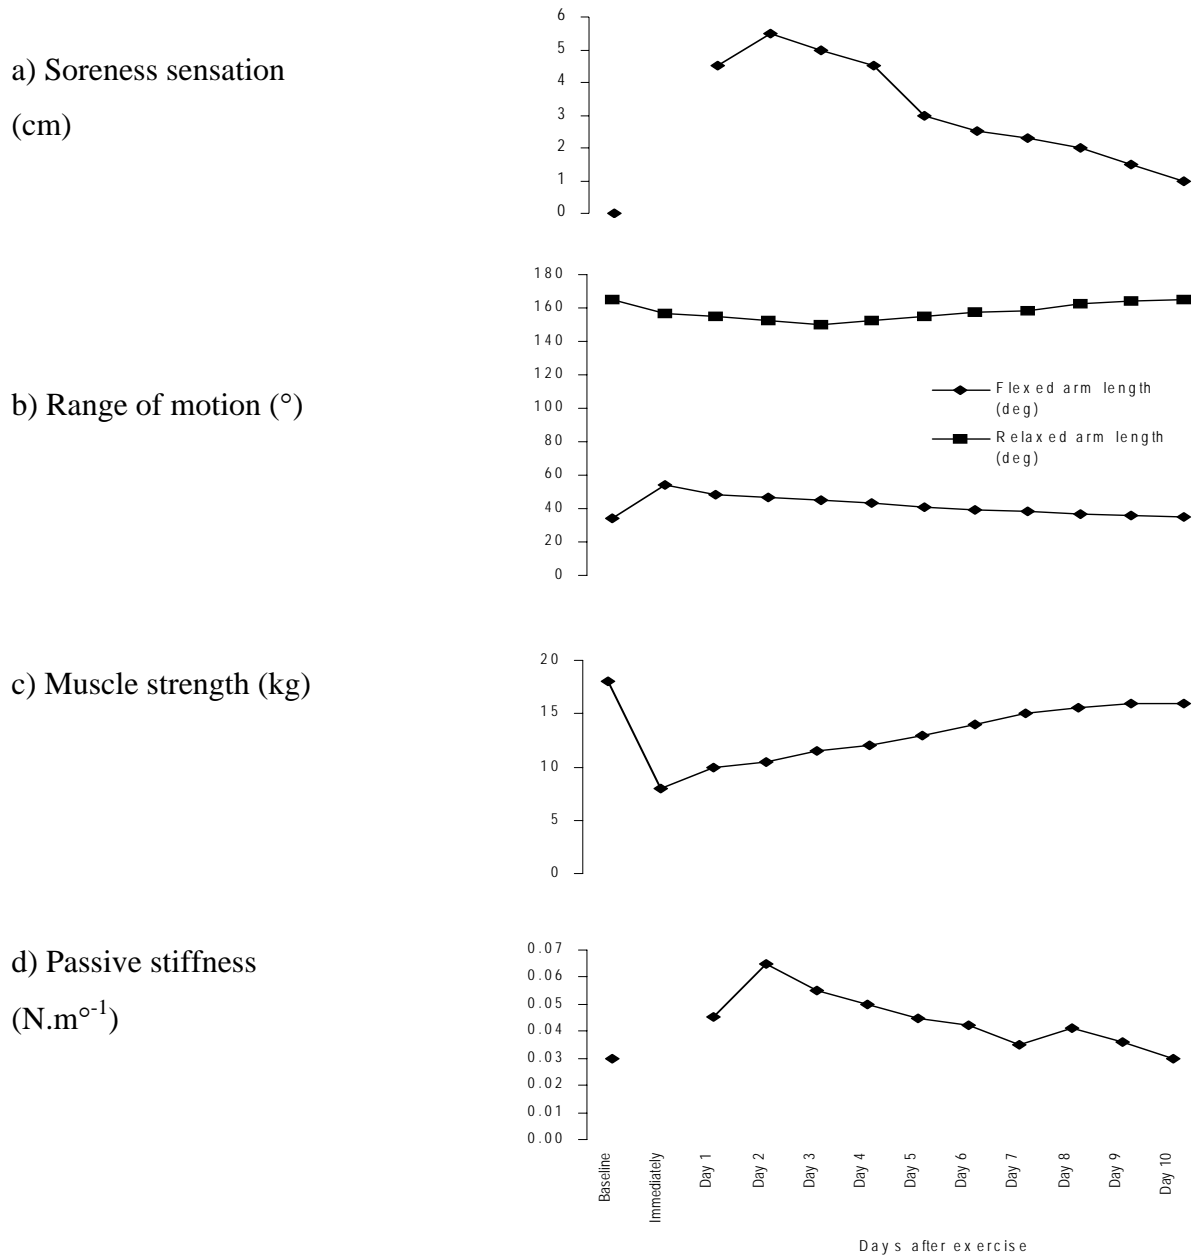 a) Soreness sensation
(cm)
6
5
4
3
2
1
0
b) Range of motion (°)
180
160
140
120
100
80
60
40
20
0
Flexed arm length
(deg)
Relaxed arm length
(deg)
c) Muscle strength (kg)
20
15
10
5
0
d) Passive stiffness
(N.m°-1)
0.07
0.06
0.05
0.04
0.03
0.02
0.01
0.00
Baseline
Immediately
Day 1
Day 2
Day 3
Day 4
Day 5
Day 6
Day 7
Day 8
Day 9
Day 10
Days after exercise